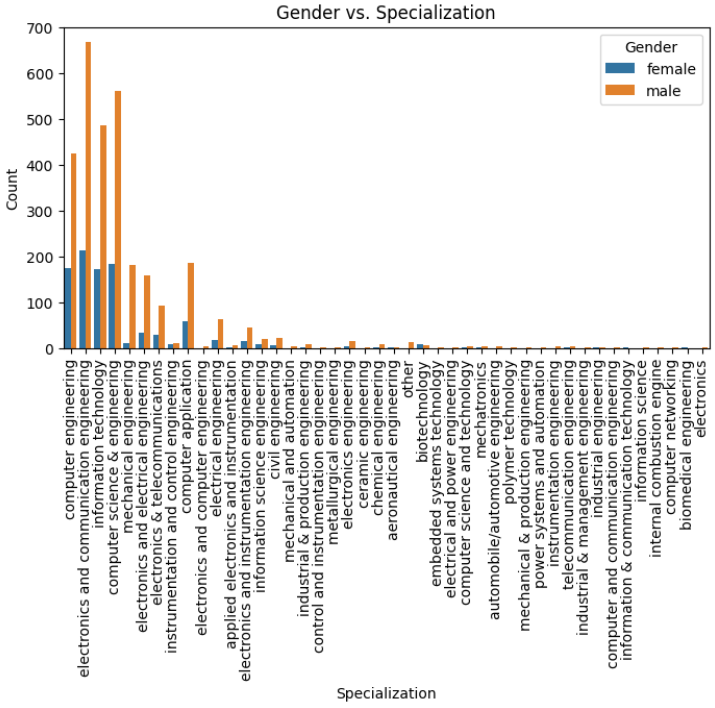 Gender vs. Specialization
700
600
500
400
300
200
100
0
Count
Gender
female
male
computer engineering
electronics and communication engineering
information technology
computer science & engineering
mechanical engineering
electronics and electrical engineering
electronics & telecommunications
instrumentation and control engineering
computer application
electronics and computer engineering
electrical engineering
applied electronics and instrumentation
electronics and instrumentation engineering
information science engineering
civil engineering
mechanical and automation
industrial & production engineering
control and instrumentation engineering
metallurgical engineering
electronics engineering
ceramic engineering
chemical engineering
aeronautical engineering
other
biotechnology
embedded systems technology
electrical and power engineering
computer science and technology
mechatronics
automobile/automotive engineering
polymer technology
mechanical & production engineering
power systems and automation
instrumentation engineering
telecommunication engineering
industrial & management engineering
industrial engineering
computer and communication engineering
information & communication technology
information science
internal combustion engine
computer networking
biomedical engineering
electronics
Specialization